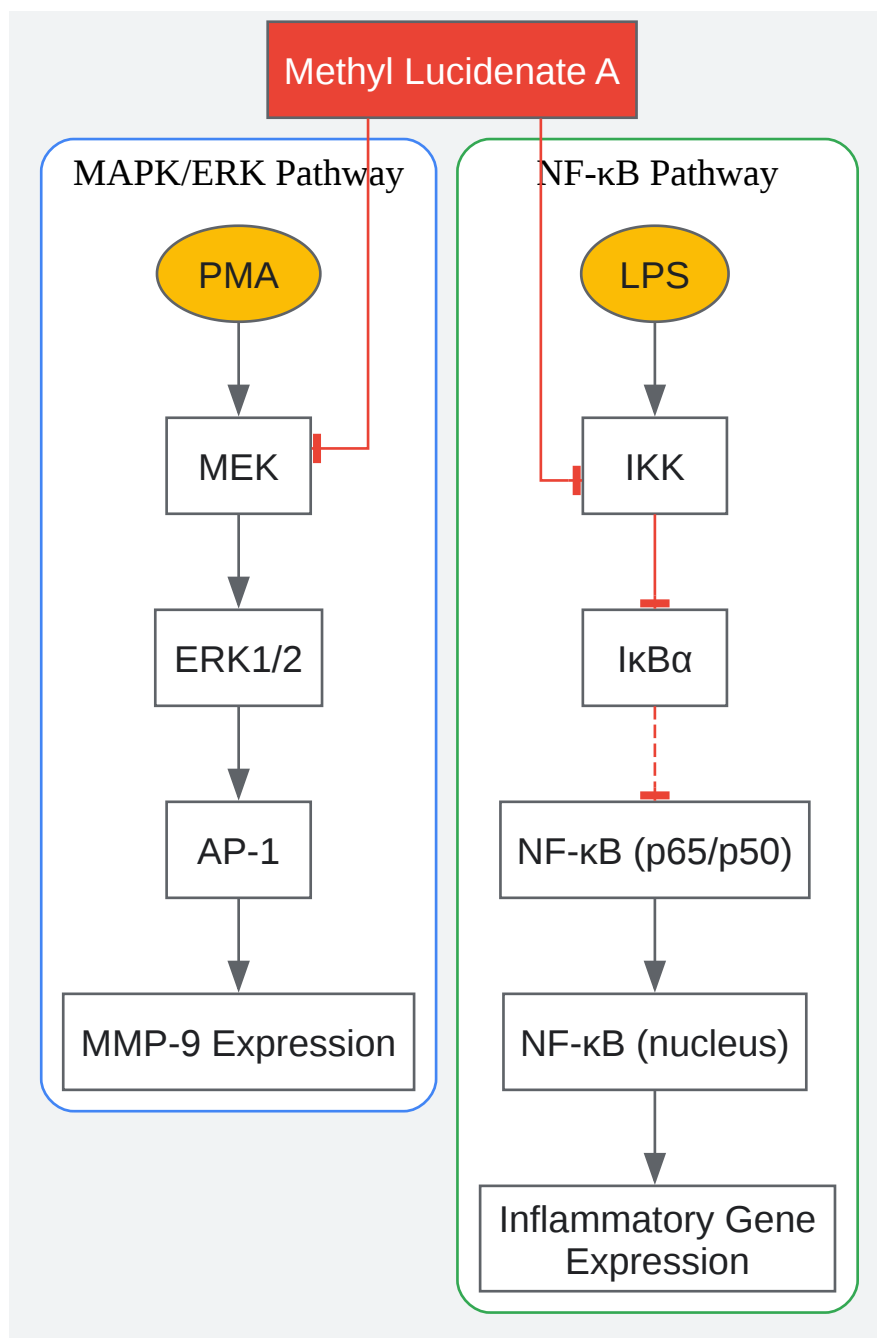 Methyl Lucidenate A
MAPK/ERK Pathway
PMA
MEK
ERK1/2
AP-1
MMP-9 Expression
NF-κB Pathway
LPS
IKK
IκBα
NF-κB (p65/p50)
NF-κB (nucleus)
Inflammatory Gene
Expression